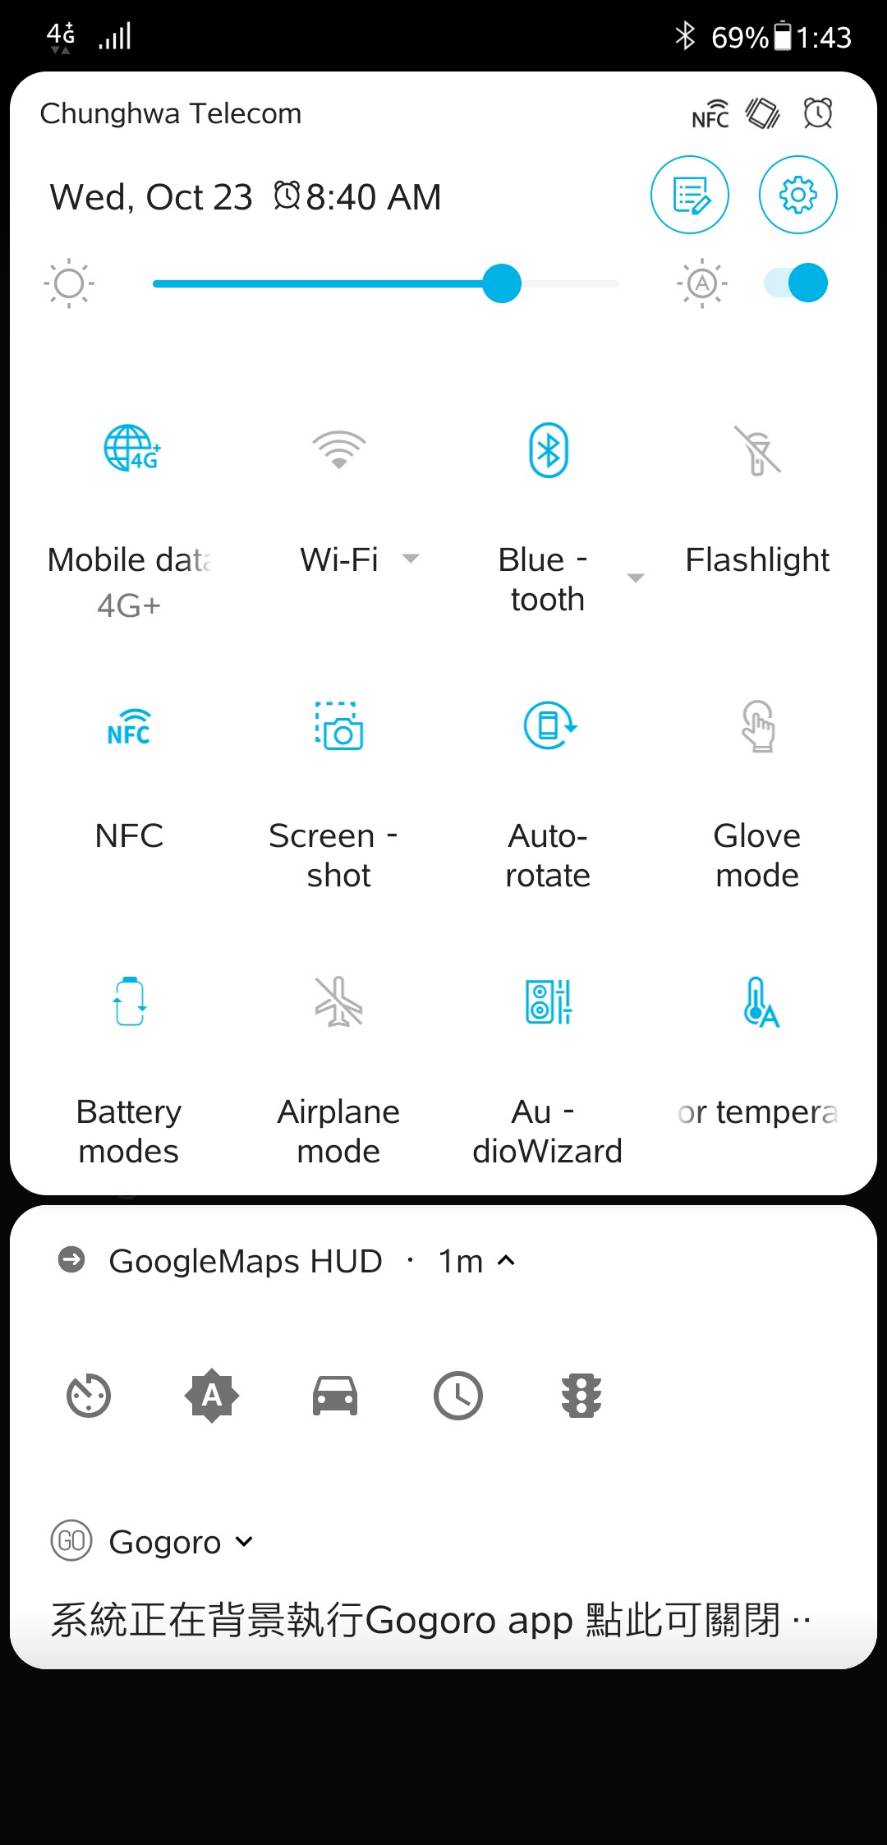 4G+ 69% 1:43
Chunghwa Telecom NFC
Wed, Oct 23 8:40 AM
A
4G+
Mobile data Wi-Fi Blue -
tooth Flashlight
4G+
NFC
NFC Screen -
shot Auto-
rotate Glove
mode
A
Battery
modes Airplane
mode Au -
dioWizard or tempera
GoogleMaps HUD · 1m
A
GO Gogoro
系統正在背景執行Gogoro app 點此可關閉 ··